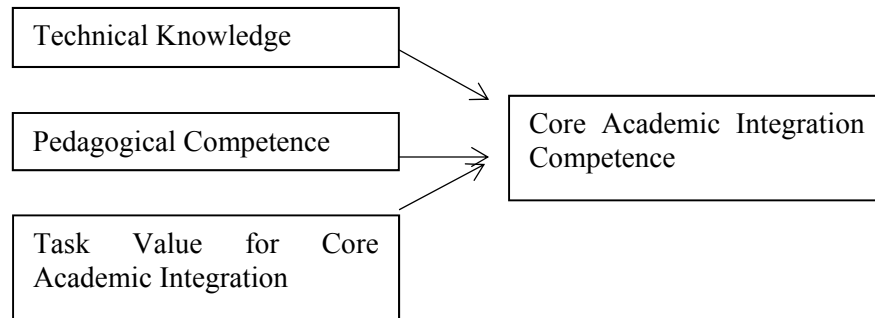 Technical Knowledge
Pedagogical Competence
Task Value for Core
Academic Integration
Core Academic Integration
Competence